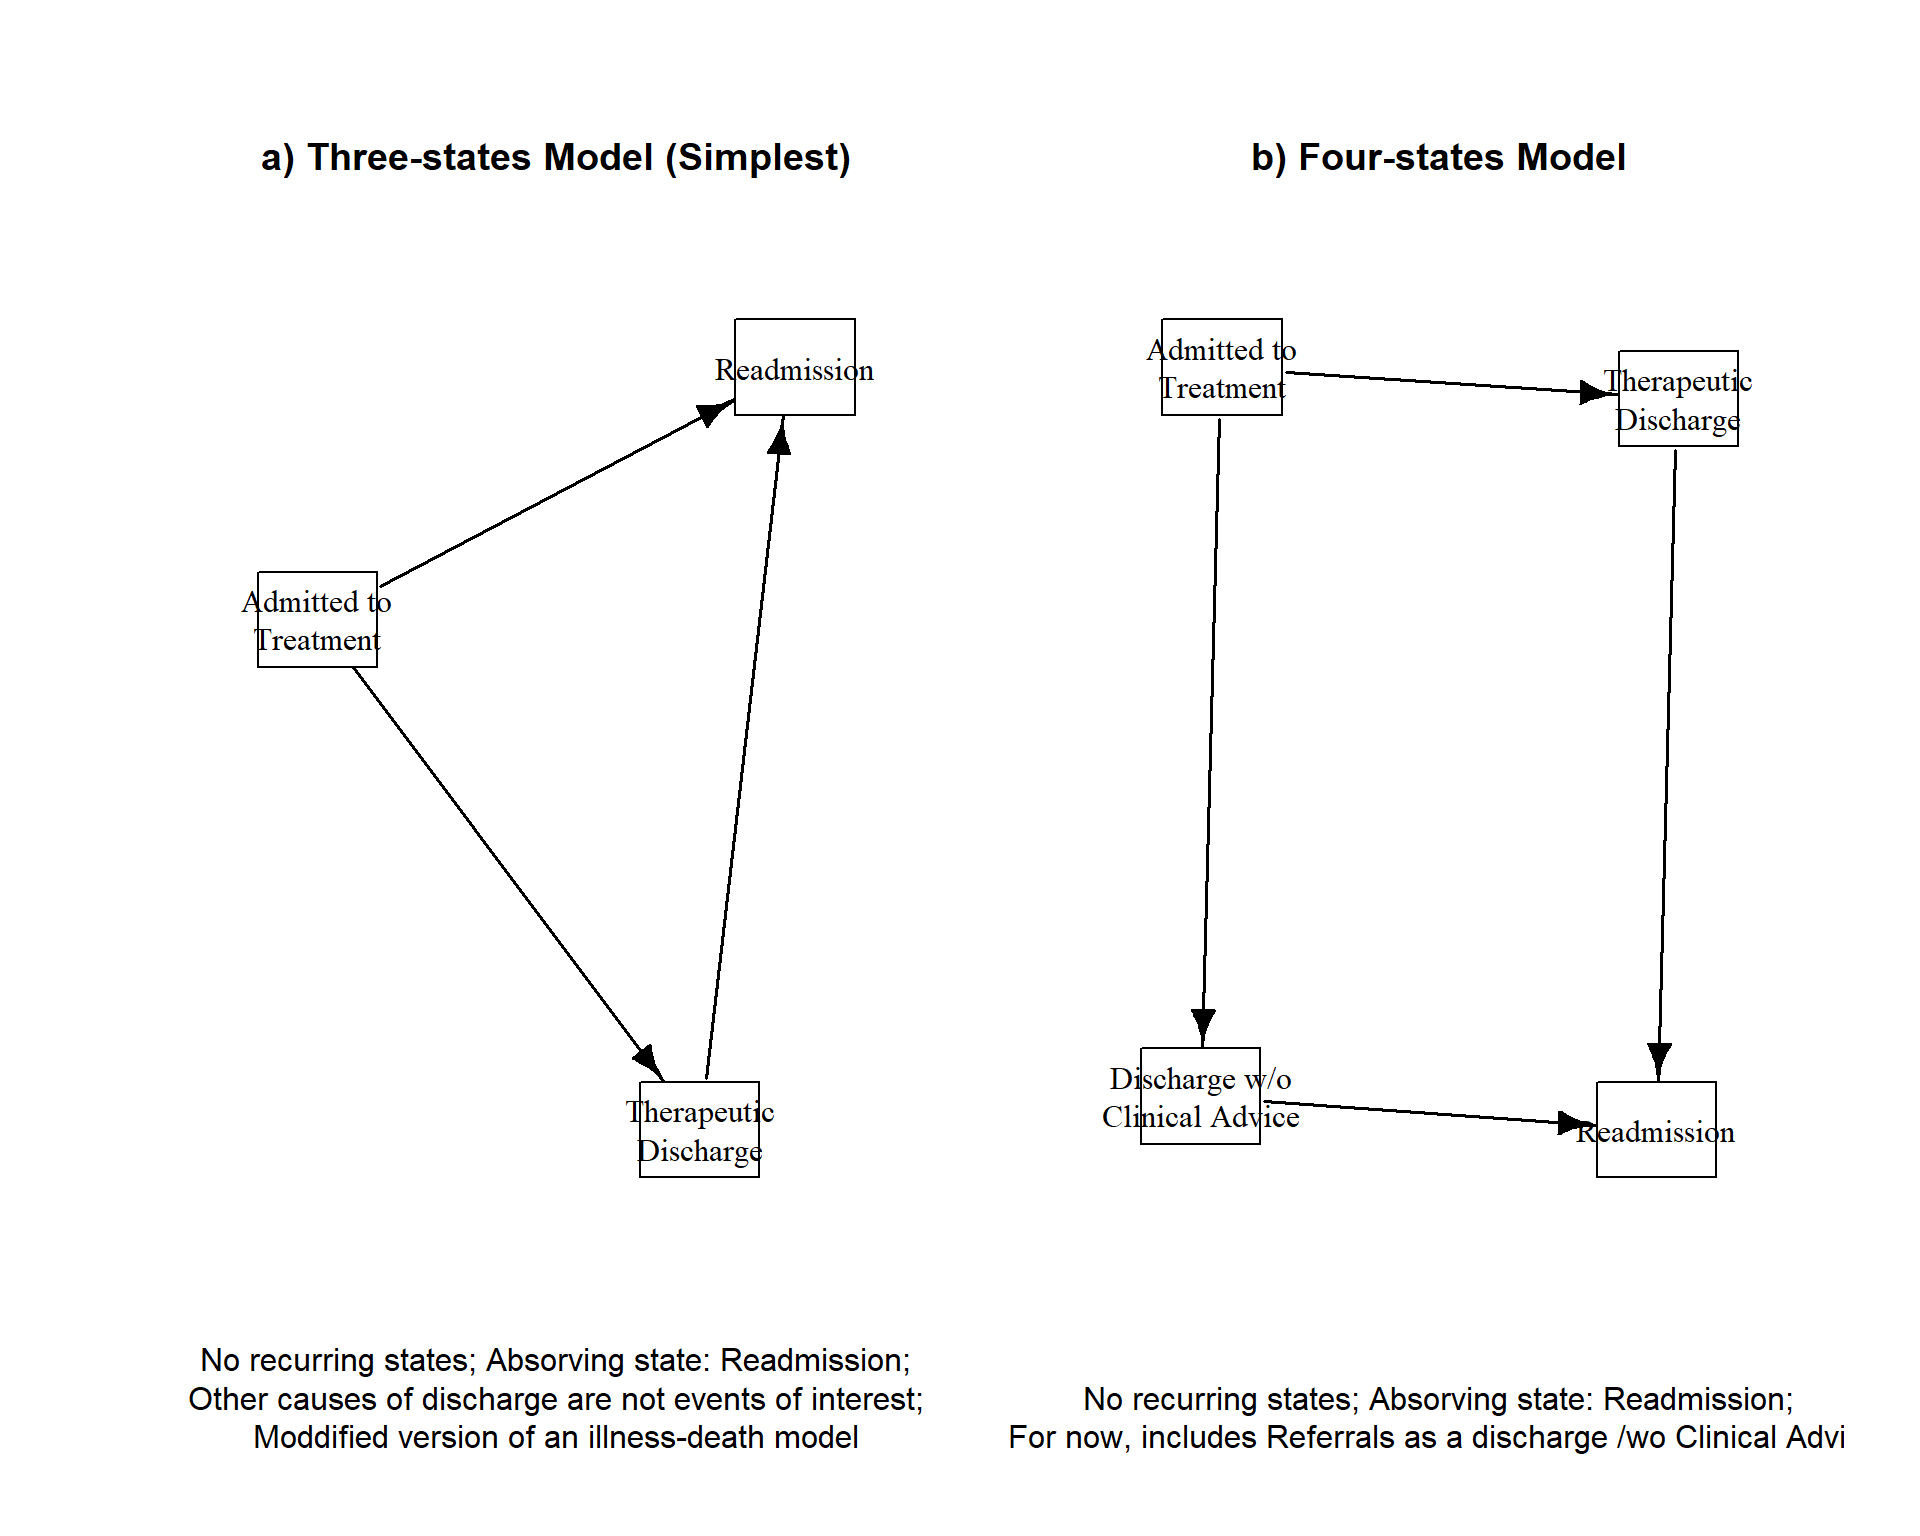 a) Three-states Model (Simplest)
Readmission
Admitted to
Treatment
Therapeutic
Discharge
No recurring states; Absorving state: Readmission;
Other causes of discharge are not events of interest;
Moddified version of an illness-death model
b) Four-states Model
Admitted to
Treatment
Therapeutic
Discharge
Discharge w/o
Clinical Advice
Readmission
No recurring states; Absorving state: Readmission;
For now, includes Referrals as a discharge /wo Clinical Advi